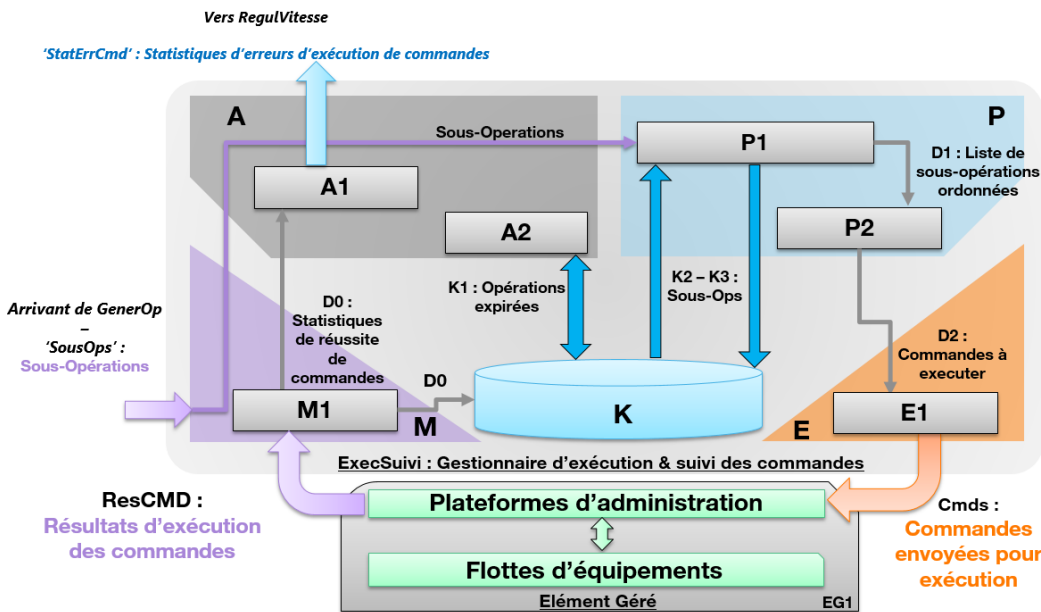 Vers RegulVitesse
‘StatErrCmd’ : Statistiques d’erreurs d’exécution de commandes
A
P
Sous-Operations
P1
D1 : Liste de
sous-opérations
ordonnées
A1
A2
P2
K1 : Opérations
expirées
K2 – K3 :
Sous-Ops
Arrivant de GenerOp
–
‘SousOps’ :
Sous-Opérations
D0 :
Statistiques
de réussite
de
commandes
D2 :
Commandes à
executer
D0
M1
M
K
E
E1
ExecSuivi : Gestionnaire d’exécution & suivi des commandes
ResCMD :
Résultats d’exécution
des commandes
Plateformes d’administration
Flottes d’équipements
Elément Géré
EG1
Cmds :
Commandes
envoyées pour
exécution